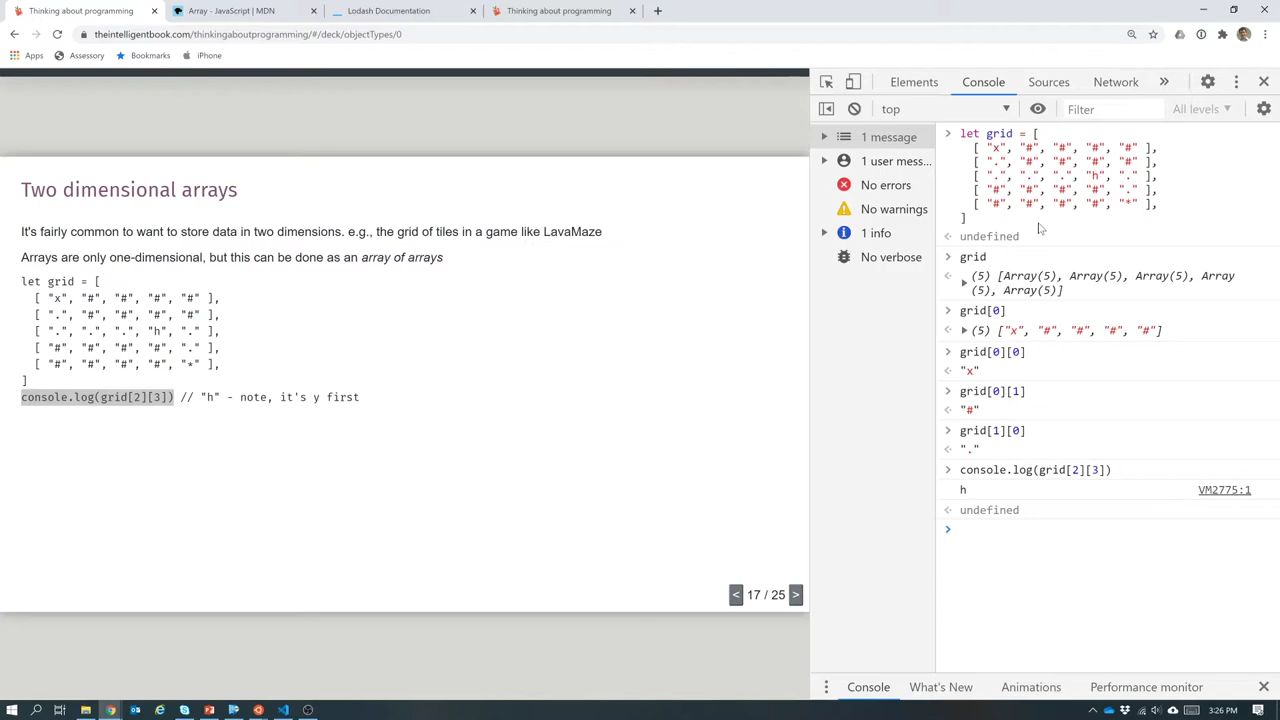 Thinking about programming
Array - JavaScript | MDN
Lodash Documentation
Thinking about programming
theintelligentbook.com/thinkingaboutprogramming/#/deck/objectTypes/0
Apps
Assessory
Bookmarks
iPhone
Two dimensional arrays
It's fairly common to want to store data in two dimensions. e.g., the grid of tiles in a game like LavaMaze
Arrays are only one-dimensional, but this can be done as an array of arrays
let grid = [
[ "x", "#", "#", "#", "#" ],
[ ".", "#", "#", "#", "#" ],
[ ".", ".", ".", "h", "." ],
[ "#", "#", "#", "#", "." ],
[ "#", "#", "#", "#", "*" ],
]
console.log(grid[2][3]) // "h" - note, it's y first
< 17 / 25 >
Elements
Console
Sources
Network
top
Filter
All levels
1 message
1 user mess...
No errors
No warnings
1 info
No verbose
let grid = [
[ "x", "#", "#", "#", "#" ],
[ ".", "#", "#", "#", "#" ],
[ ".", ".", ".", "h", "." ],
[ "#", "#", "#", "#", "." ],
[ "#", "#", "#", "#", "*" ],
]
undefined
grid
(5) [Array(5), Array(5), Array(5), Array
(5), Array(5)]
grid[0]
(5) ["x", "#", "#", "#", "#"]
grid[0][0]
"x"
grid[0][1]
"#"
grid[1][0]
"."
console.log(grid[2][3])
h VM2775:1
undefined
Console
What's New
Animations
Performance monitor
3:26 PM